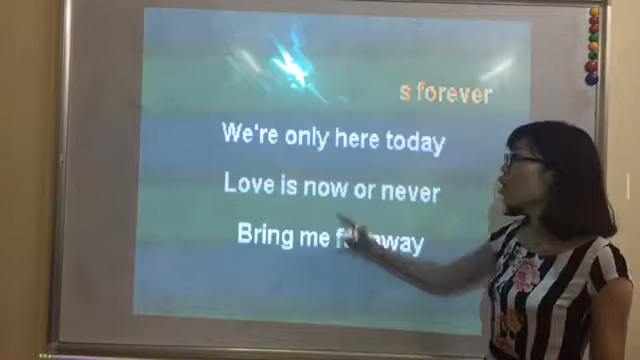 s forever
We're only here today
Love is now or never
Bring me away